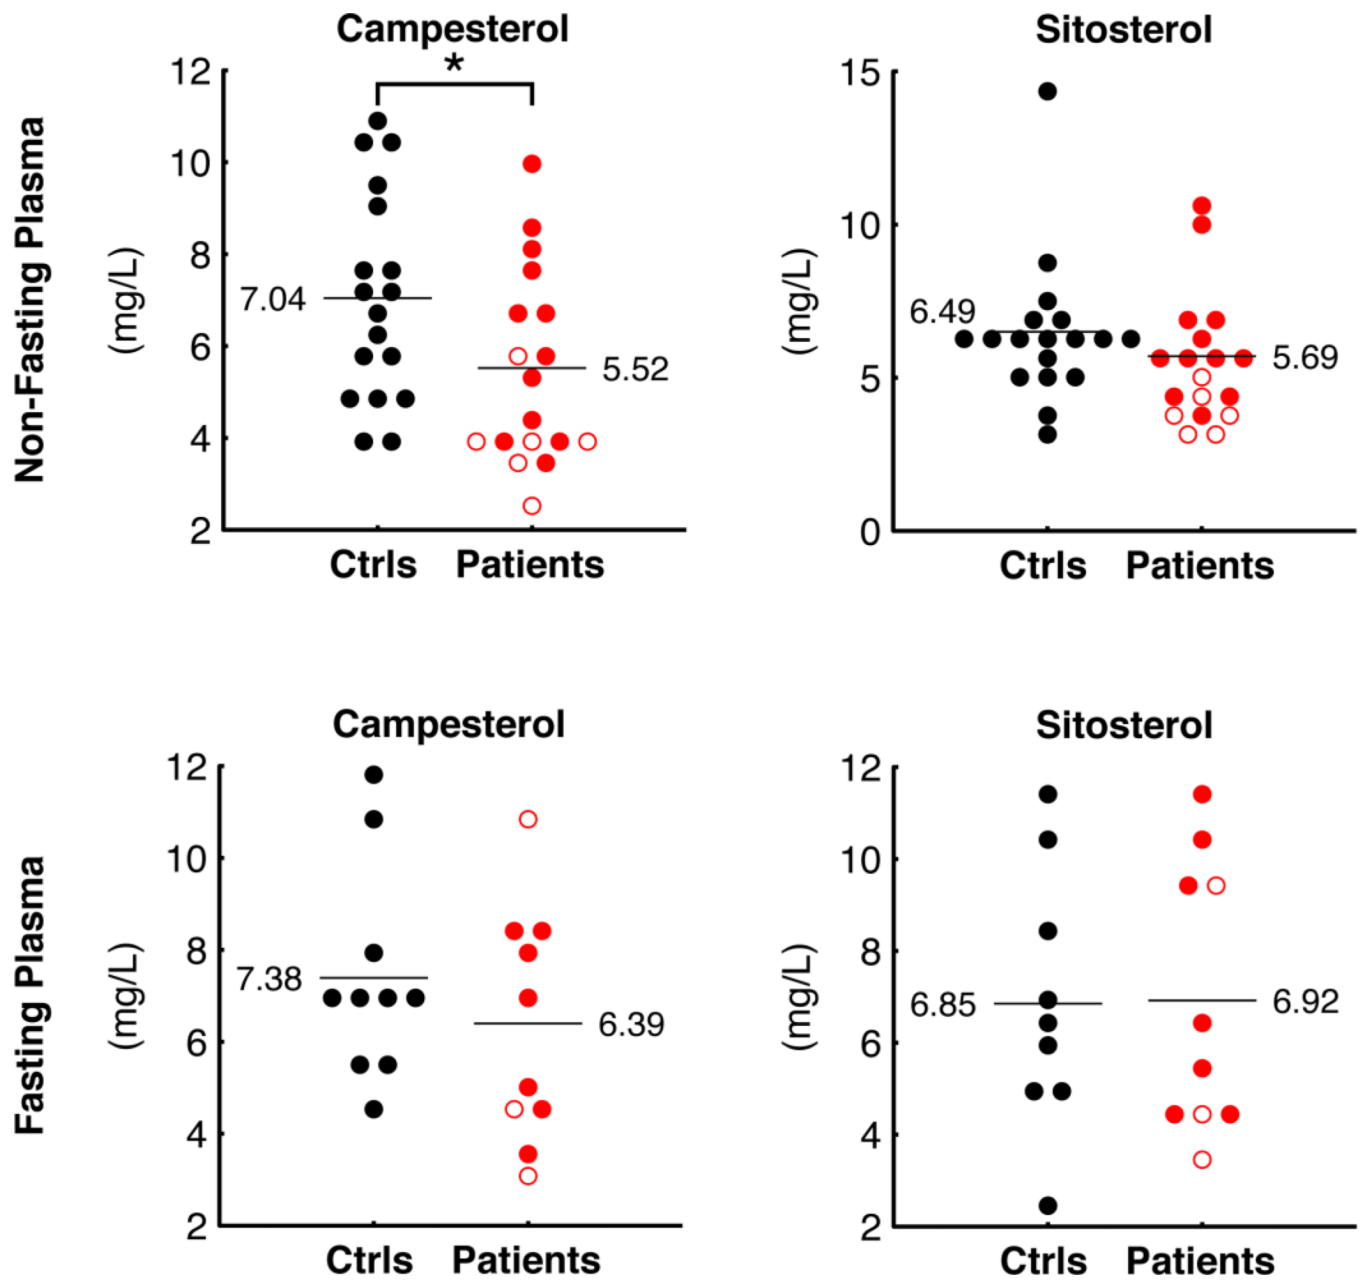 Campesterol
*
12
10
8
6
4
2
(mg/L)
7.04
5.52
Ctrls Patients
Non-Fasting Plasma
Sitosterol
15
10
5
0
(mg/L)
6.49
5.69
Ctrls Patients
Campesterol
12
10
8
6
4
2
(mg/L)
7.38
6.39
Ctrls Patients
Fasting Plasma
Sitosterol
12
10
8
6
4
2
(mg/L)
6.85
6.92
Ctrls Patients